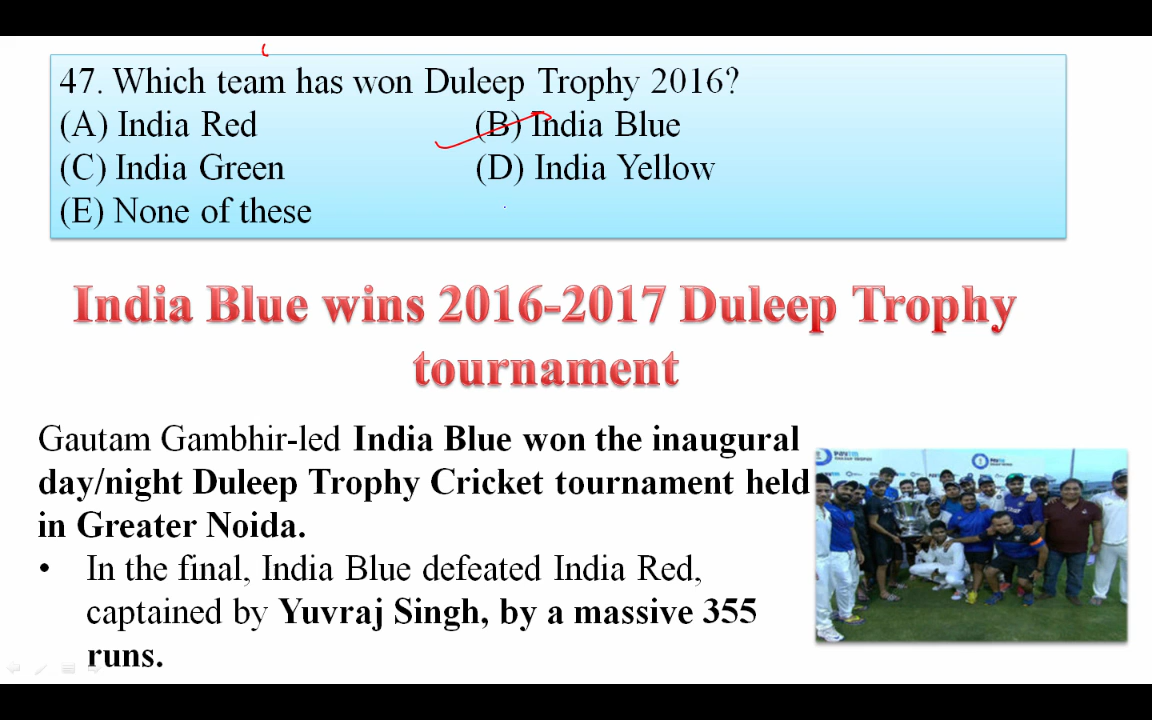 47. Which team has won Duleep Trophy 2016?
(A) India Red (B) India Blue
(C) India Green (D) India Yellow
(E) None of these
India Blue wins 2016-2017 Duleep Trophy
tournament
Gautam Gambhir-led India Blue won the inaugural
day/night Duleep Trophy Cricket tournament held
in Greater Noida.
• In the final, India Blue defeated India Red,
captained by Yuvraj Singh, by a massive 355
runs.